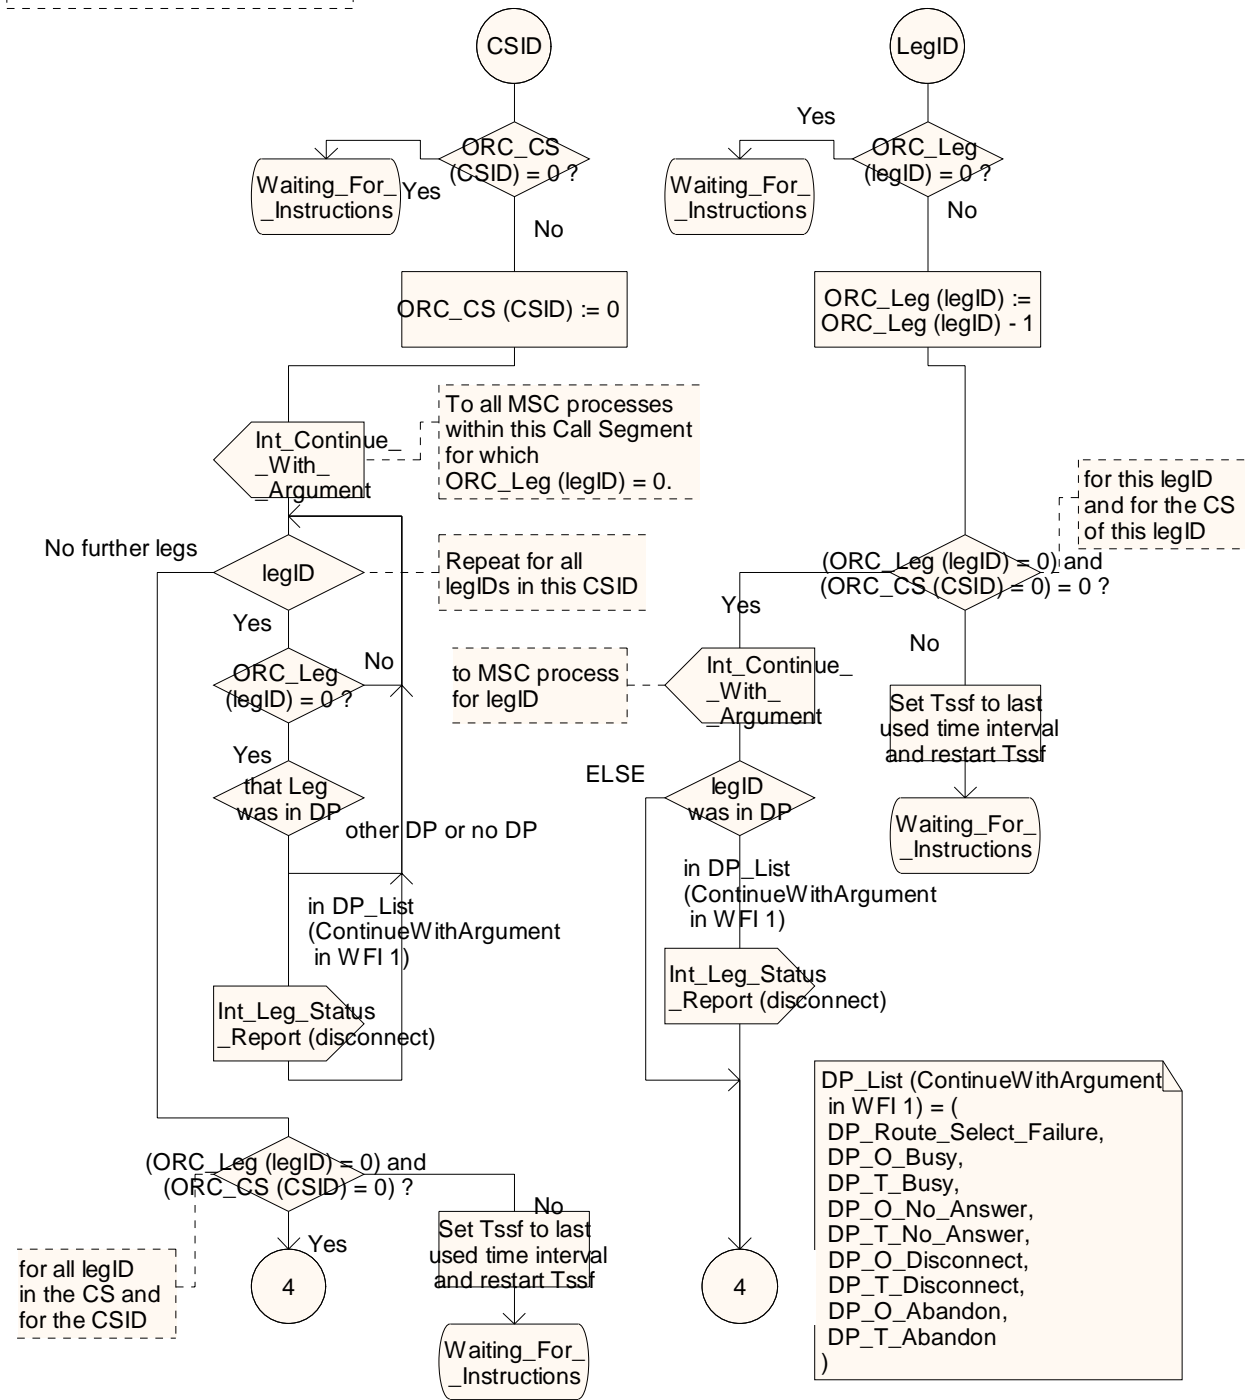 CSID
LegID
ORC_CS
(CSID) = 0 ?
Yes
Waiting_For_
_Instructions
No
ORC_CS (CSID) := 0
Int_Continue_
_With_
_Argument
To all MSC processes
within this Call Segment
for which
ORC_Leg (legID) = 0.
No further legs
legID
Repeat for all
legIDs in this CSID
Yes
ORC_Leg
(legID) = 0 ?
No
Yes
that Leg
was in DP
other DP or no DP
in DP_List
(ContinueWithArgument
in WFI 1)
Int_Leg_Status
_Report (disconnect)
(ORC_Leg (legID) = 0) and
(ORC_CS (CSID) = 0) ?
for all legID
in the CS and
for the CSID
Yes
4
No
Set Tssf to last
used time interval
and restart Tssf
Waiting_For_
_Instructions
Yes
ORC_Leg
(legID) = 0 ?
Waiting_For_
_Instructions
No
ORC_Leg (legID) :=
ORC_Leg (legID) - 1
for this legID
and for the CS
of this legID
(ORC_Leg (legID) = 0) and
(ORC_CS (CSID) = 0) = 0 ?
Yes
No
to MSC process
for legID
Int_Continue_
_With_
_Argument
Set Tssf to last
used time interval
and restart Tssf
Waiting_For_
_Instructions
ELSE
legID
was in DP
in DP_List
(ContinueWithArgument
in WFI 1)
Int_Leg_Status
_Report (disconnect)
4
DP_List (ContinueWithArgument
in WFI 1) = (
DP_Route_Select_Failure,
DP_O_Busy,
DP_T_Busy,
DP_O_No_Answer,
DP_T_No_Answer,
DP_O_Disconnect,
DP_T_Disconnect,
DP_O_Abandon,
DP_T_Abandon
)